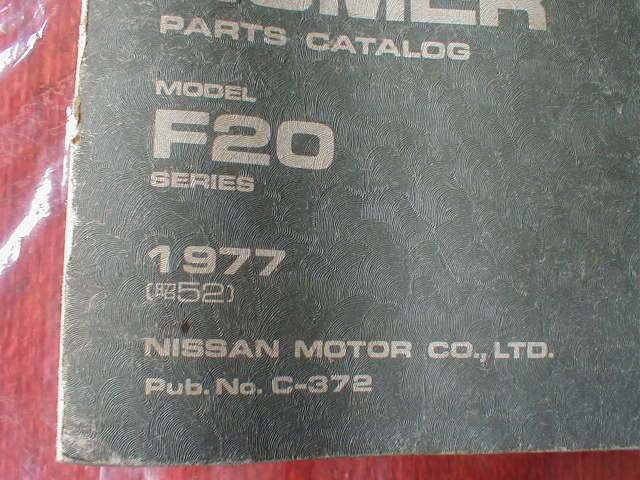 PARTS CATALOG
MODEL
F20
SERIES
1977
(昭52)
NISSAN MOTOR CO., LTD.
Pub. No. C-372